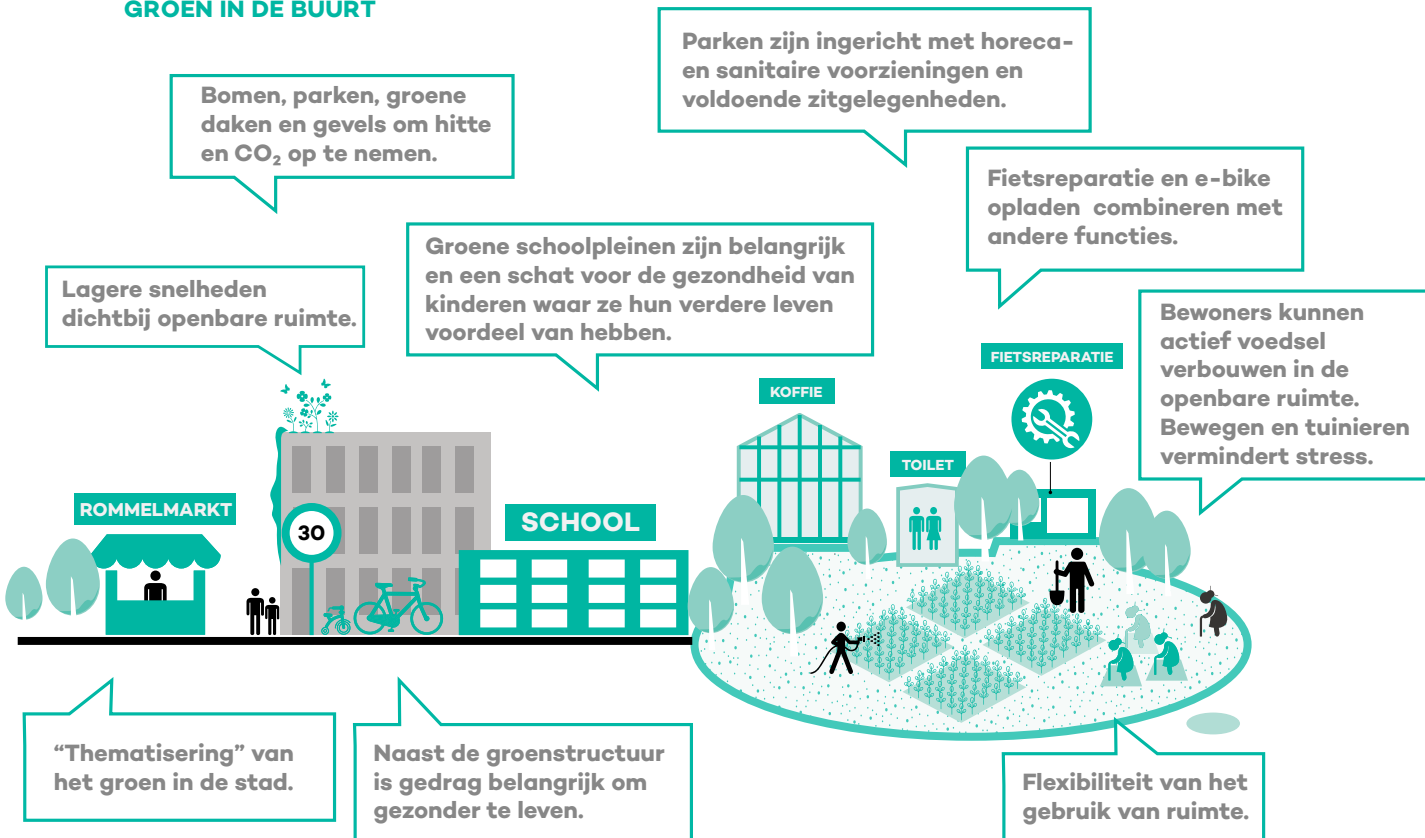 GROEN IN DE BUURT
Parken zijn ingericht met horeca-
en sanitaire voorzieningen en
voldoende zitgelegenheden.
Bomen, parken, groene
daken en gevels om hitte
en CO₂ op te nemen.
Fietsreparatie en e-bike
opladen combineren met
andere functies.
Groene schoolpleinen zijn belangrijk
en een schat voor de gezondheid van
kinderen waar ze hun verdere leven
voordeel van hebben.
Lagere snelheden
dichtbij openbare ruimte.
Bewoners kunnen
actief voedsel
verbouwen in de
openbare ruimte.
Bewegen en tuinieren
vermindert stress.
FIETSREPARATIE
KOFFIE
TOILET
ROMMELMARKT
30
SCHOOL
“Thematisering” van
het groen in de stad.
Naast de groenstructuur
is gedrag belangrijk om
gezonder te leven.
Flexibiliteit van het
gebruik van ruimte.